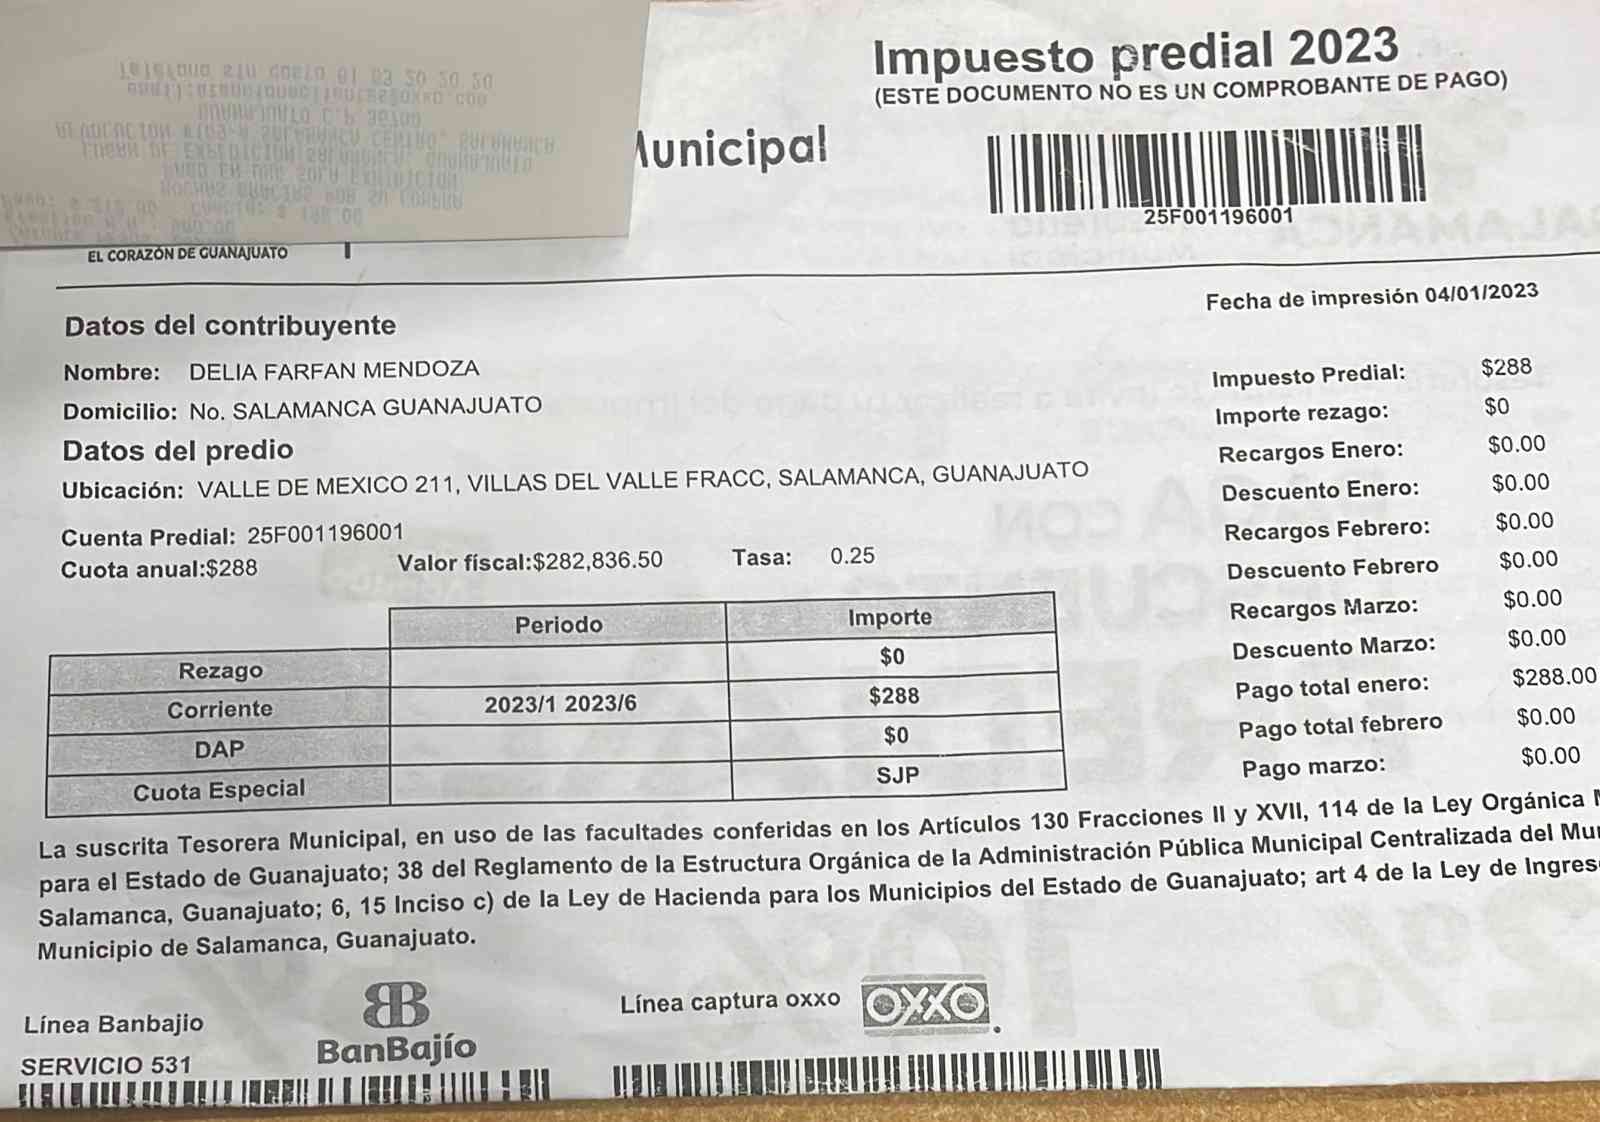 Impuesto predial 2023
(ESTE DOCUMENTO NO ES UN COMPROBANTE DE PAGO)
unicipal
25F001196001
EL CORAZÓN DE GUANAJUATO
Fecha de impresión 04/01/2023
Datos del contribuyente
Nombre: DELIA FARFAN MENDOZA
Domicilio: No. SALAMANCA GUANAJUATO
Datos del predio
Ubicación: VALLE DE MEXICO 211, VILLAS DEL VALLE FRACC, SALAMANCA, GUANAJUATO
Cuenta Predial: 25F001196001
Cuota anual:$288 Valor fiscal:$282,836.50 Tasa: 0.25
Periodo Importe
Rezago $0
Corriente 2023/1 2023/6 $288
DAP $0
Cuota Especial SJP
Impuesto Predial: $288
Importe rezago: $0
Recargos Enero: $0.00
Descuento Enero: $0.00
Recargos Febrero: $0.00
Descuento Febrero $0.00
Recargos Marzo: $0.00
Descuento Marzo: $0.00
Pago total enero: $288.00
Pago total febrero $0.00
Pago marzo: $0.00
La suscrita Tesorera Municipal, en uso de las facultades conferidas en los Artículos 130 Fracciones II y XVII, 114 de la Ley Orgánica
para el Estado de Guanajuato; 38 del Reglamento de la Estructura Orgánica de la Administración Pública Municipal Centralizada del
Salamanca, Guanajuato; 6, 15 Inciso c) de la Ley de Hacienda para los Municipios del Estado de Guanajuato; art 4 de la Ley de Ingres
Municipio de Salamanca, Guanajuato.
Línea Banbajio
SERVICIO 531
BB
BanBajío
Línea captura oxxo
OXXO